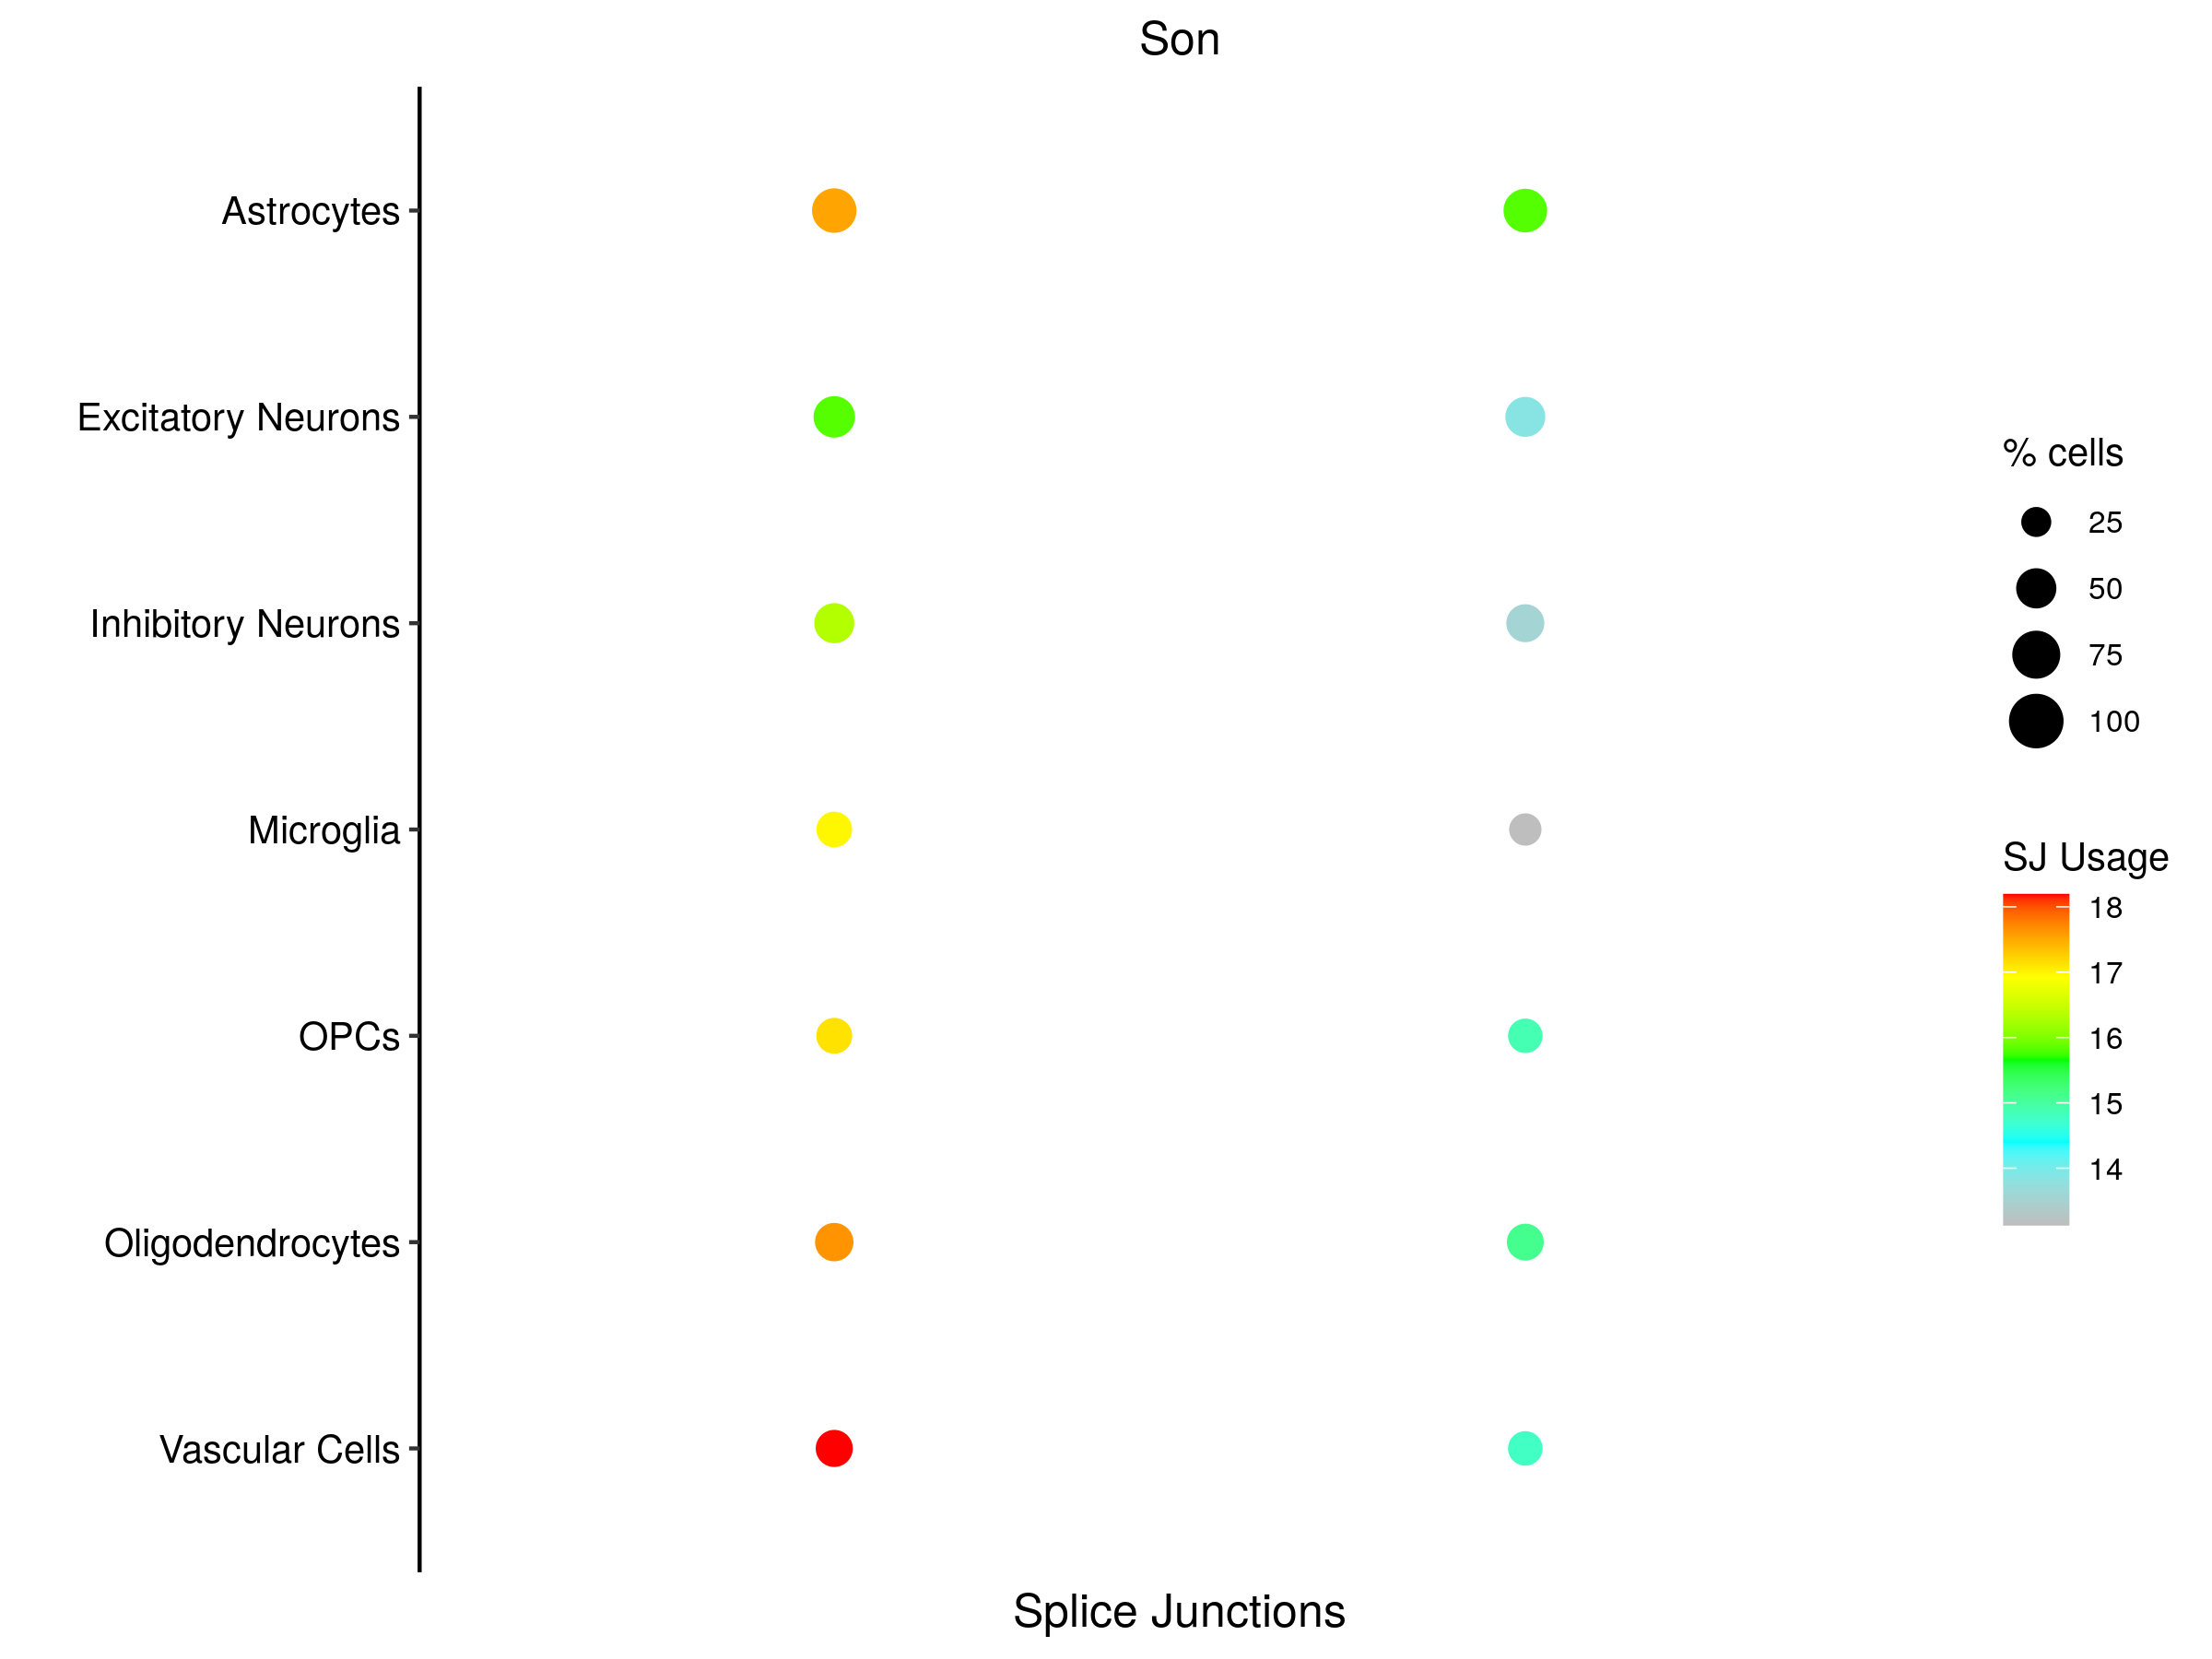 Son
Astrocytes
Excitatory Neurons
Inhibitory Neurons
Microglia
OPCs
Oligodendrocytes
Vascular Cells
Splice Junctions
% cells
25
50
75
100
SJ Usage
18
17
16
15
14